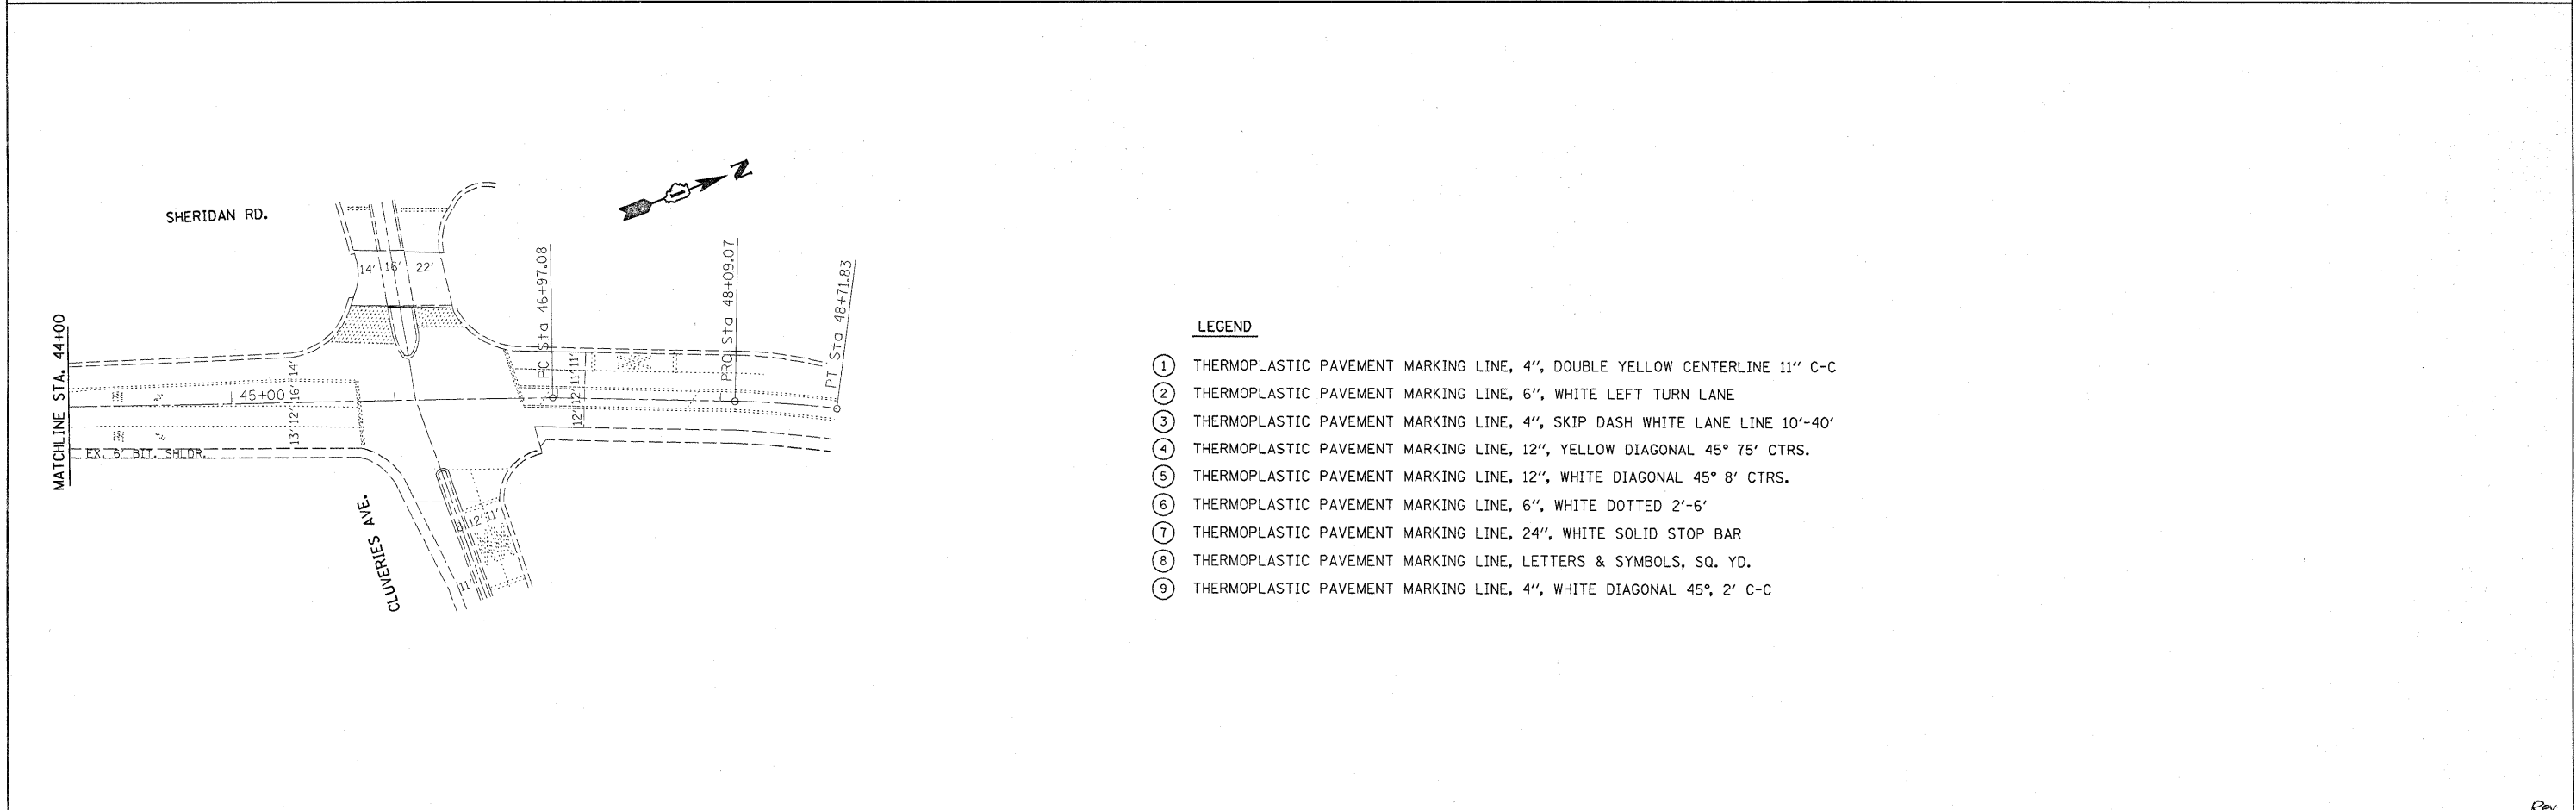 SHERIDAN RD.
N
14' 16' 22'
MATCHLINE STA. 44+00
PC Sta 46+97.08
PRC Sta 48+09.07
PT Sta 48+71.83
45+00
13' 12' 16' 14'
12' 12' 11' 11'
EX. 6' BIT. SHLDR.
CLUVERIES AVE.
8' 12' 11'
11'
LEGEND
1 THERMOPLASTIC PAVEMENT MARKING LINE, 4", DOUBLE YELLOW CENTERLINE 11" C-C
2 THERMOPLASTIC PAVEMENT MARKING LINE, 6", WHITE LEFT TURN LANE
3 THERMOPLASTIC PAVEMENT MARKING LINE, 4", SKIP DASH WHITE LANE LINE 10'-40'
4 THERMOPLASTIC PAVEMENT MARKING LINE, 12", YELLOW DIAGONAL 45° 75' CTRS.
5 THERMOPLASTIC PAVEMENT MARKING LINE, 12", WHITE DIAGONAL 45° 8' CTRS.
6 THERMOPLASTIC PAVEMENT MARKING LINE, 6", WHITE DOTTED 2'-6'
7 THERMOPLASTIC PAVEMENT MARKING LINE, 24", WHITE SOLID STOP BAR
8 THERMOPLASTIC PAVEMENT MARKING LINE, LETTERS & SYMBOLS, SQ. YD.
9 THERMOPLASTIC PAVEMENT MARKING LINE, 4", WHITE DIAGONAL 45°, 2' C-C